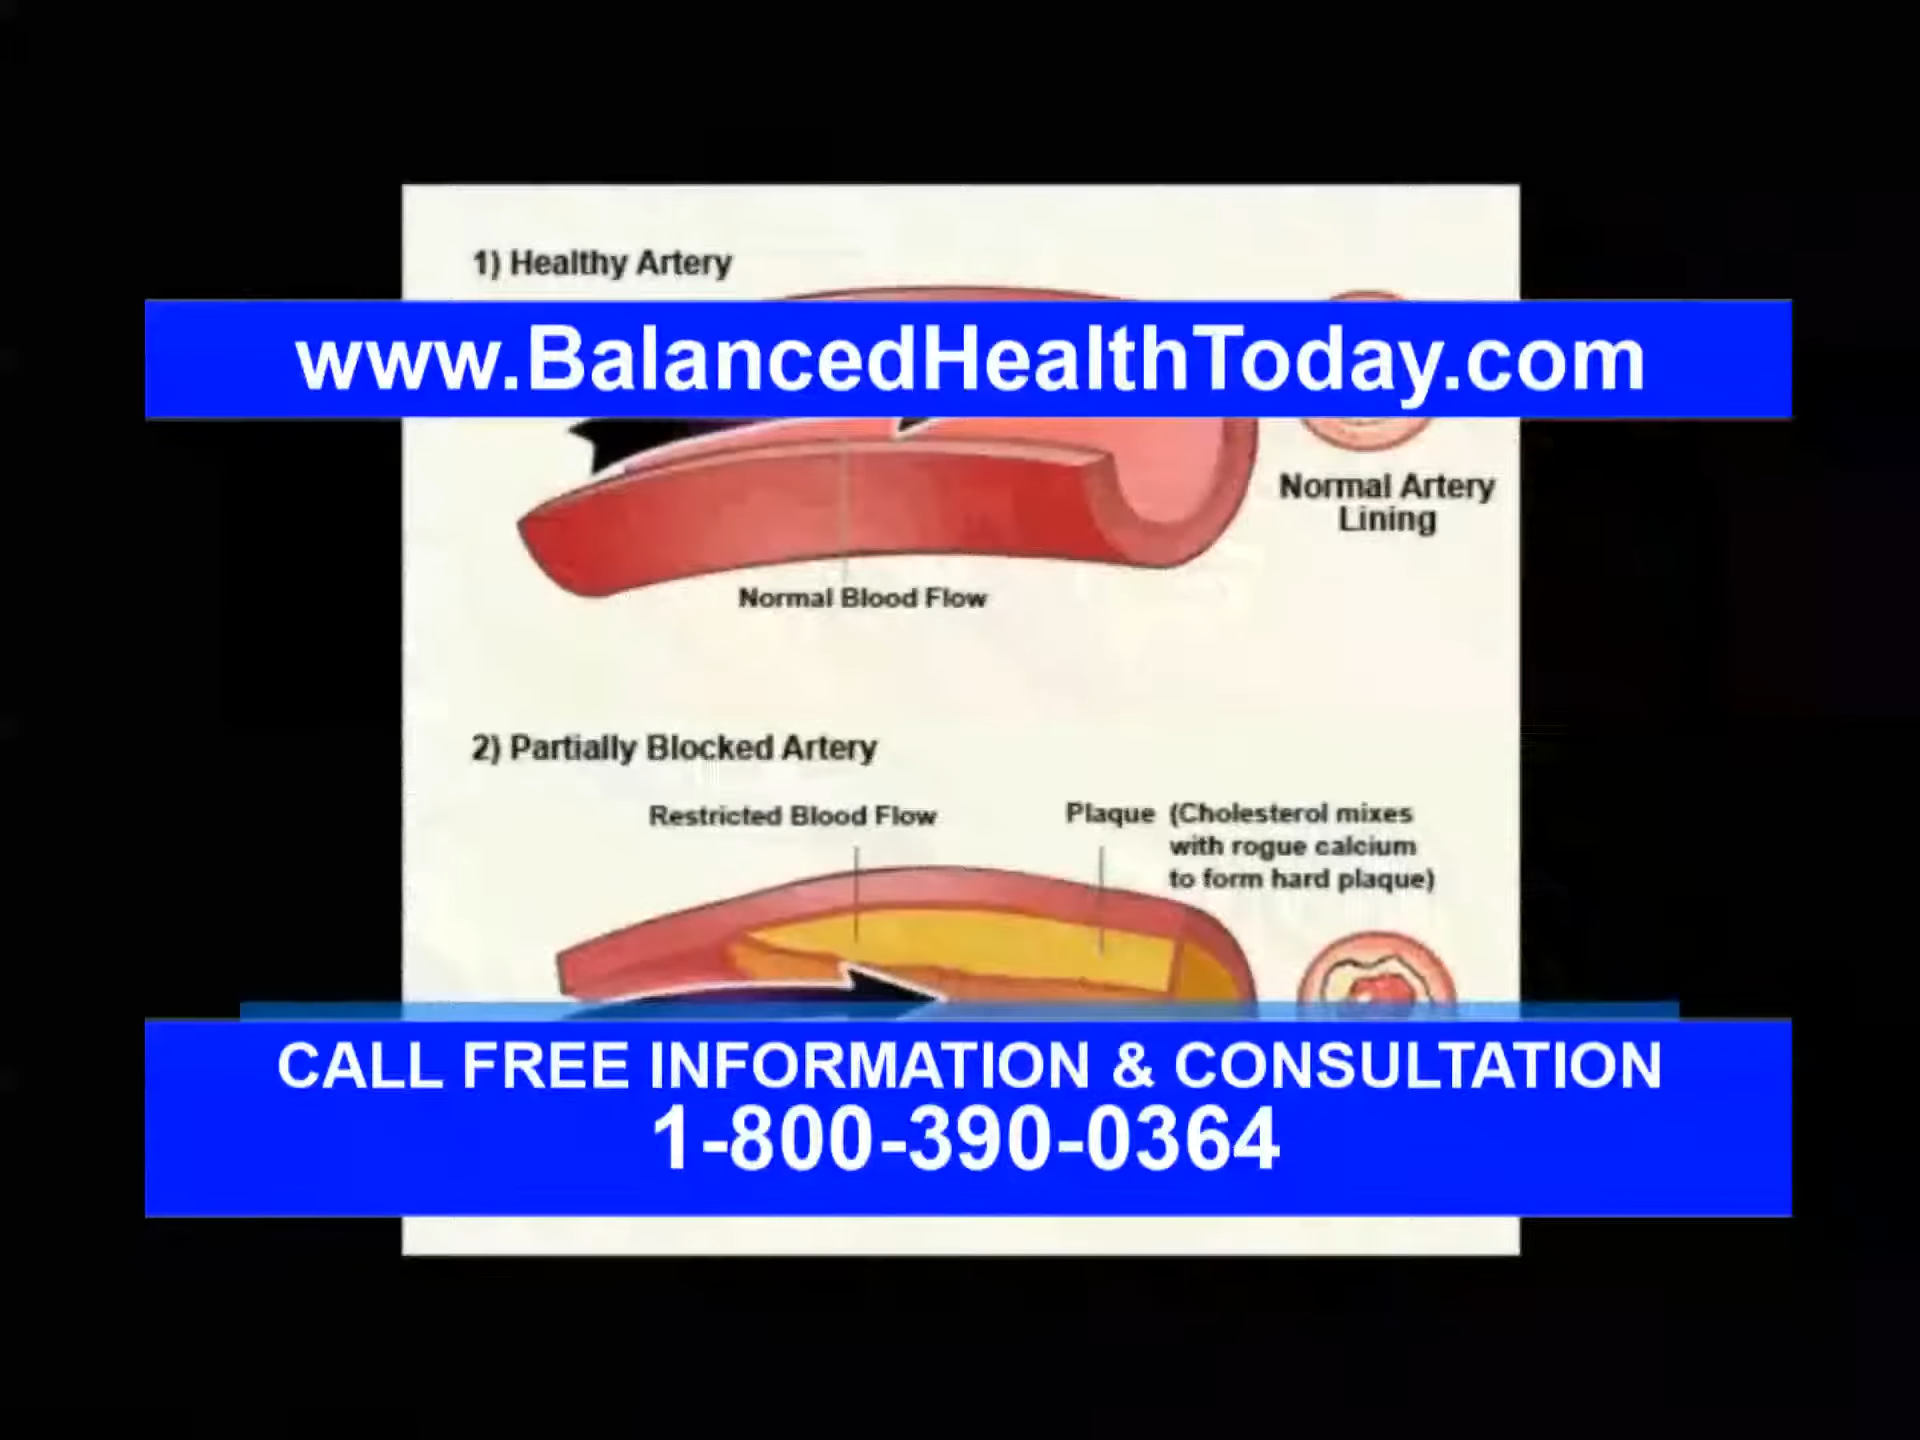 1) Healthy Artery
www.BalancedHealthToday.com
Normal Artery
Lining
Normal Blood Flow
2) Partially Blocked Artery
Restricted Blood Flow
Plaque (Cholesterol mixes
with rogue calcium
to form hard plaque)
CALL FREE INFORMATION & CONSULTATION
1-800-390-0364